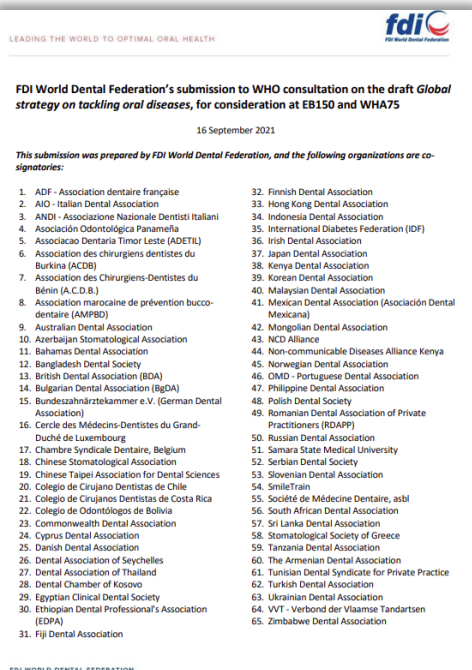 LEADING THE WORLD TO OPTIMAL ORAL HEALTH
fdi
FDI World Dental Federation
FDI World Dental Federation's submission to WHO consultation on the draft Global
strategy on tackling oral diseases, for consideration at EB150 and WHA75
16 September 2021
This submission was prepared by FDI World Dental Federation, and the following organizations are co-
signatories:
1. ADF - Association dentaire française
2. AIO - Italian Dental Association
3. ANDI - Associazione Nazionale Dentisti Italiani
4. Asociación Odontológica Panameña
5. Associacao Dentaria Timor Leste (ADETIL)
6. Association des chirurgiens dentistes du
Burkina (ACDB)
7. Association des Chirurgiens-Dentistes du
Bénin (A.C.D.B.)
8. Association marocaine de prévention bucco-
dentaire (AMPBD)
9. Australian Dental Association
10. Azerbaijan Stomatological Association
11. Bahamas Dental Association
12. Bangladesh Dental Society
13. British Dental Association (BDA)
14. Bulgarian Dental Association (BgDA)
15. Bundeszahnärztekammer e.V. (German Dental
Association)
16. Cercle des Médecins-Dentistes du Grand-
Duché de Luxembourg
17. Chambre Syndicale Dentaire, Belgium
18. Chinese Stomatological Association
19. Chinese Taipei Association for Dental Sciences
20. Colegio de Cirujano Dentistas de Chile
21. Colegio de Cirujanos Dentistas de Costa Rica
22. Colegio de Odontólogos de Bolivia
23. Commonwealth Dental Association
24. Cyprus Dental Association
25. Danish Dental Association
26. Dental Association of Seychelles
27. Dental Association of Thailand
28. Dental Chamber of Kosovo
29. Egyptian Clinical Dental Society
30. Ethiopian Dental Professional's Association
(EDPA)
31. Fiji Dental Association
32. Finnish Dental Association
33. Hong Kong Dental Association
34. Indonesia Dental Association
35. International Diabetes Federation (IDF)
36. Irish Dental Association
37. Japan Dental Association
38. Kenya Dental Association
39. Korean Dental Association
40. Malaysian Dental Association
41. Mexican Dental Association (Asociación Dental
Mexicana)
42. Mongolian Dental Association
43. NCD Alliance
44. Non-communicable Diseases Alliance Kenya
45. Norwegian Dental Association
46. OMD - Portuguese Dental Association
47. Philippine Dental Association
48. Polish Dental Society
49. Romanian Dental Association of Private
Practitioners (RDAPP)
50. Russian Dental Association
51. Samara State Medical University
52. Serbian Dental Society
53. Slovenian Dental Association
54. SmileTrain
55. Société de Médecine Dentaire, asbl
56. South African Dental Association
57. Sri Lanka Dental Association
58. Stomatological Society of Greece
59. Tanzania Dental Association
60. The Armenian Dental Association
61. Tunisian Dental Syndicate for Private Practice
62. Turkish Dental Association
63. Ukrainian Dental Association
64. VVT - Verbond der Vlaamse Tandartsen
65. Zimbabwe Dental Association
FDI WORLD DENTAL FEDERATION